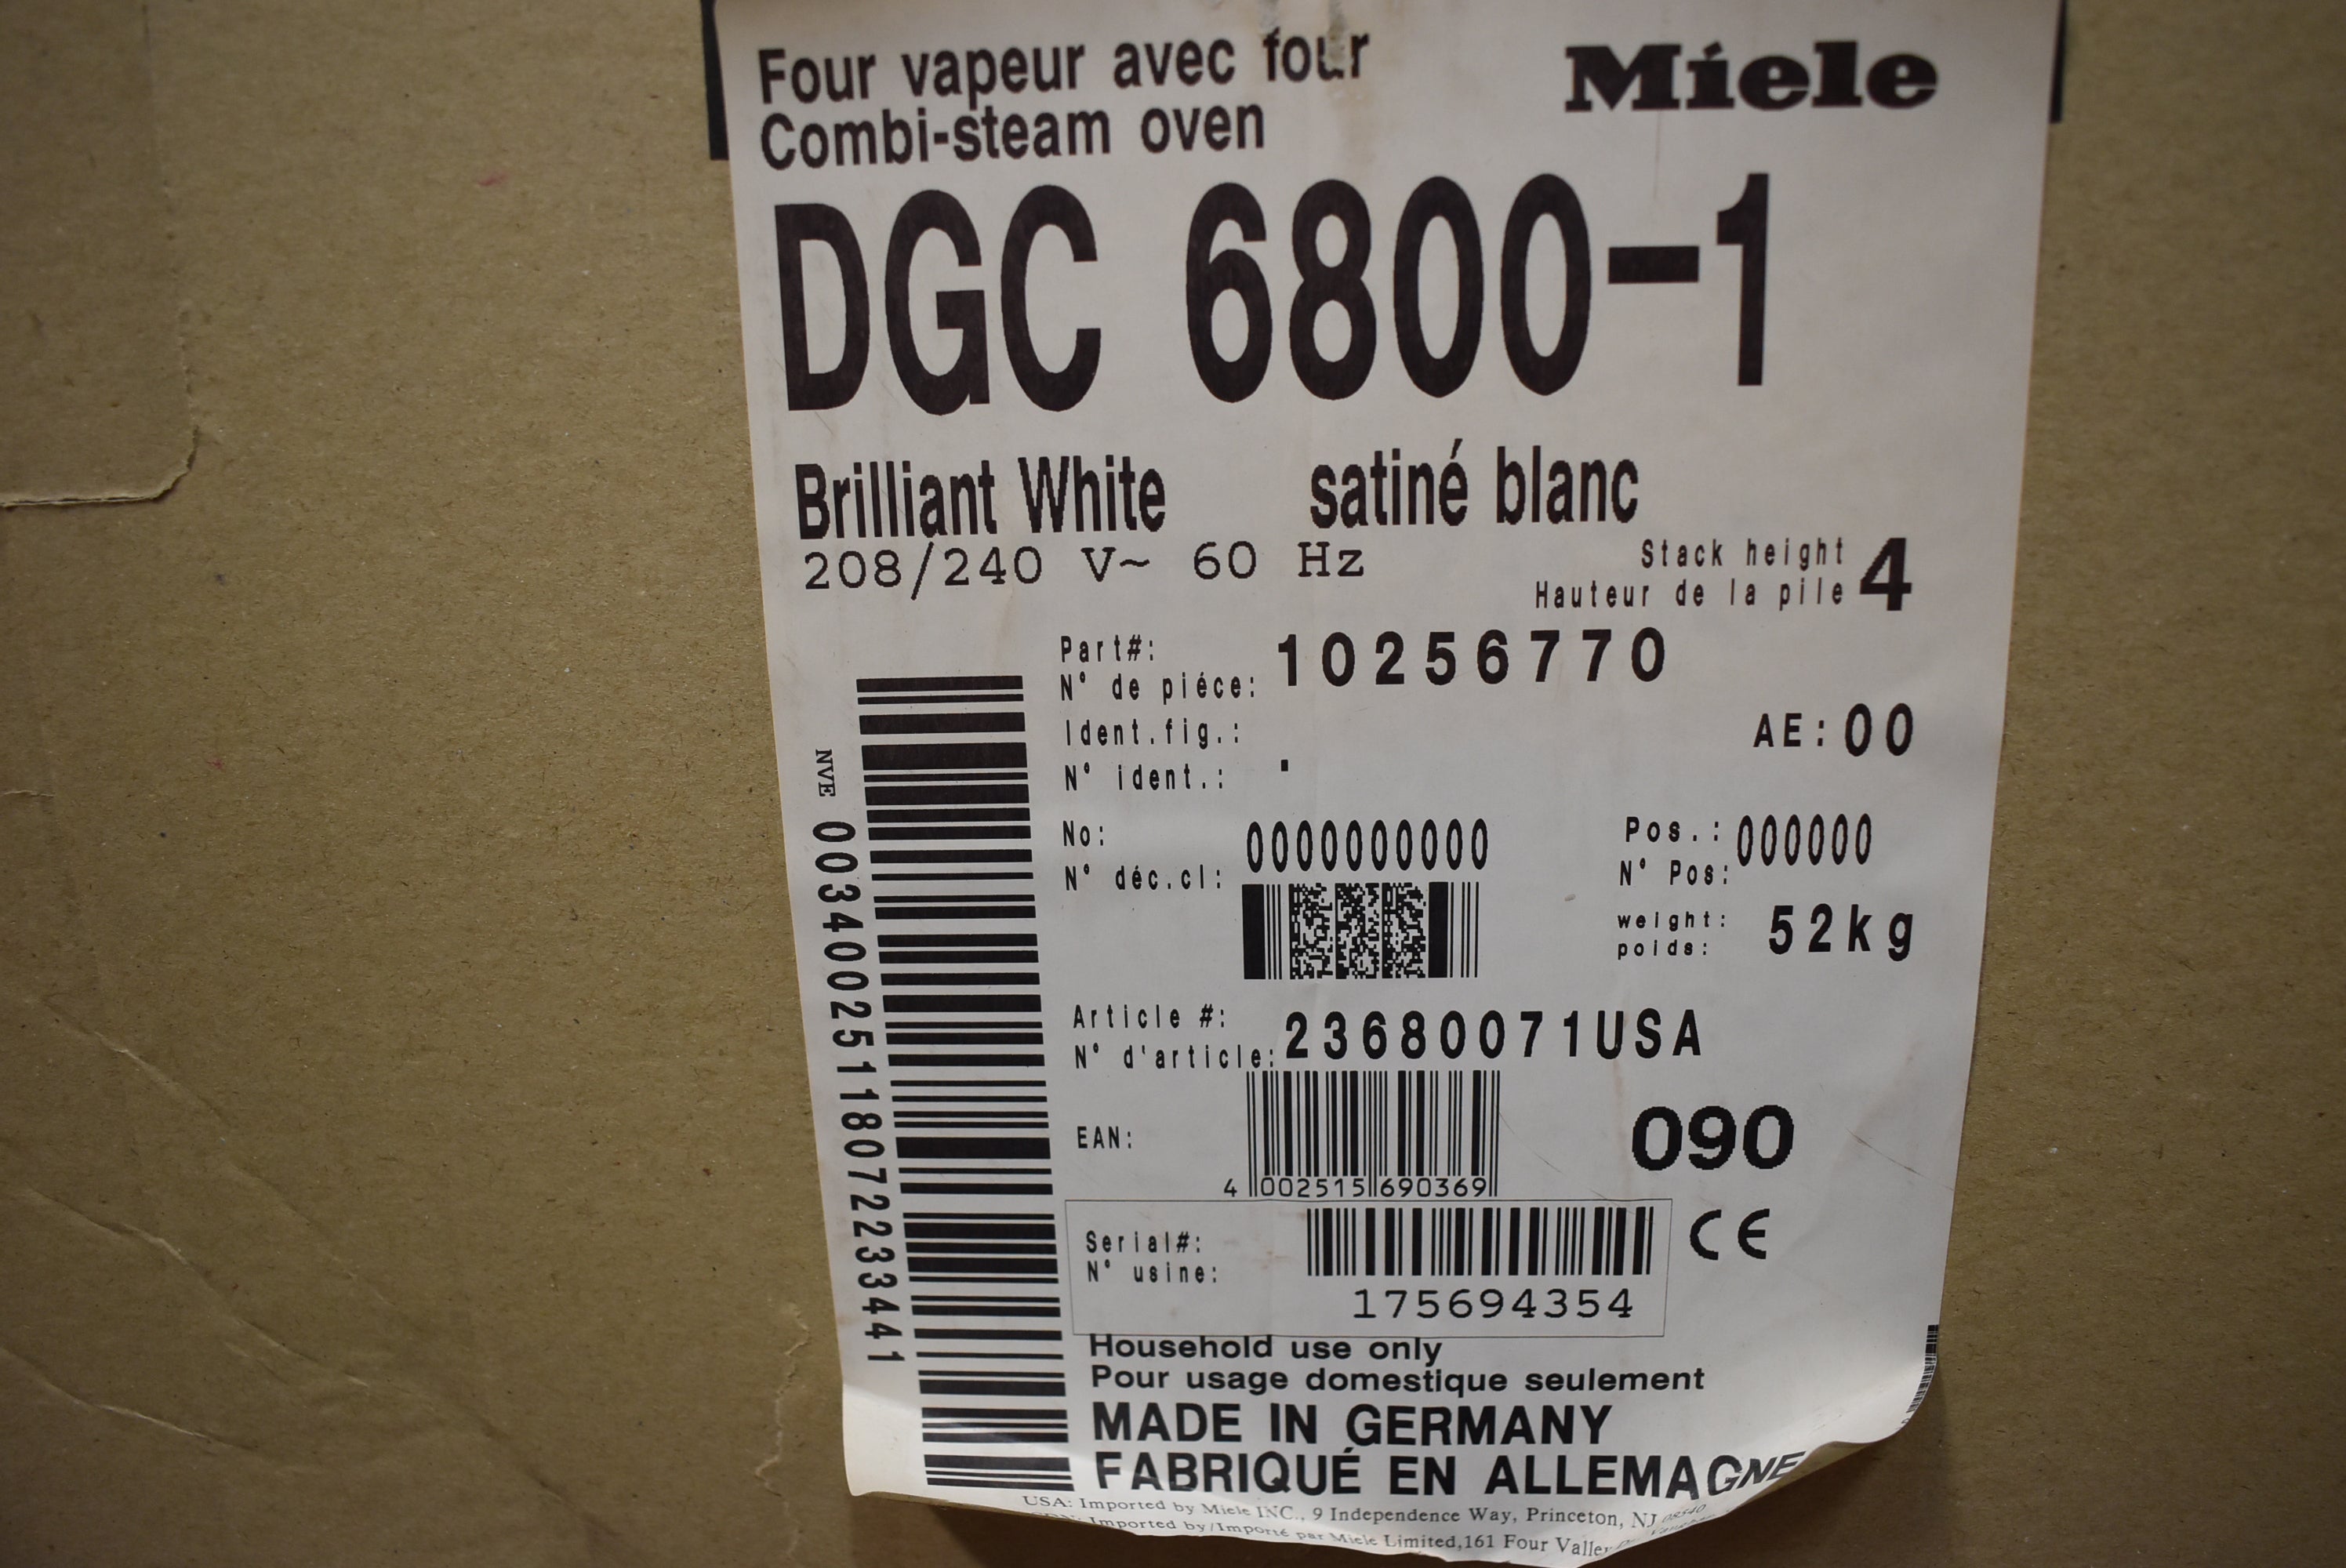 Four vapeur avec four
Combi-steam oven
Miele
DGC 6800-1
Brilliant White satiné blanc
208/240 V~ 60 Hz
Stack height
Hauteur de la pile 4
Part#:
N° de piéce: 10256770
Ident.fig.:
N° ident.: .
AE: 00
No:
N° déc.cl: 0000000000
Pos.:
N° Pos: 000000
weight:
poids: 52kg
Article #:
N° d'article: 23680071USA
EAN:
4 002515 690369
090
Serial#:
N° usine:
175694354
CE
NVE 00340025118072233441
Household use only
Pour usage domestique seulement
MADE IN GERMANY
FABRIQUÉ EN ALLEMAGNE
USA: Imported by Miele INC., 9 Independence Way, Princeton, NJ 08540
Imported by/Importé par Miele Limited,161 Four Valley